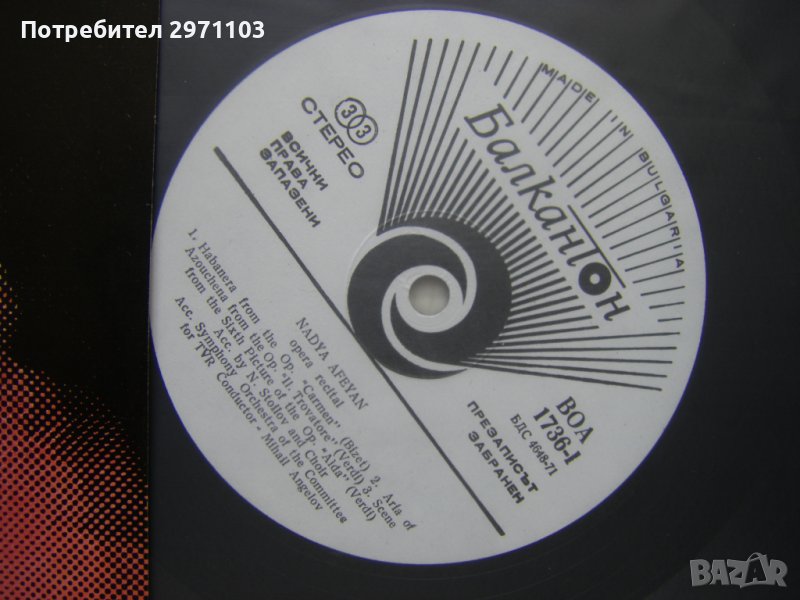 Потребител 2971103
MADE IN BULGARIA
Балкантон
33
СТЕРЕО
ВСИЧНИ
ПРАВА
ЗАПАЗЕНИ
ВОА
1736-I
БДС 4648-71
ПРЕЗАПИСЪТ
ЗАБРАНЕН
NADYA AFEYAN
opera recital
1. Habanera from the Op. "Carmen" (Bizet) 2. Aria of
Azouchena from the Op. "Il Trovatore" (Verdi) 3. Scene
from the Sixth Picture of the Op. "Aida" (Verdi)
Acc. by N. Stoilov and Choir
Acc. Symphony Orchestra of the Committee
for TVR Conductor - Mihail Angelov
BAZAR